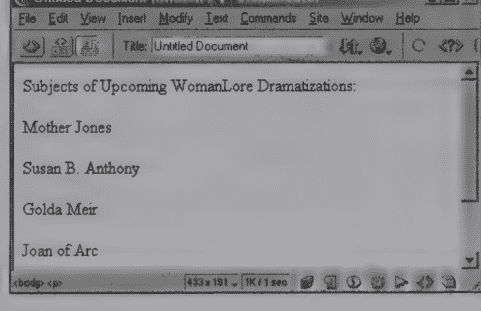 Untitled Document
File Edit View Insert Modify Text Commands Site Window Help
Title: Untitled Document
Subjects of Upcoming WomanLore Dramatizations:
Mother Jones
Susan B. Anthony
Golda Meir
Joan of Arc
<body> <p> 433 x 191 1K / 1 sec